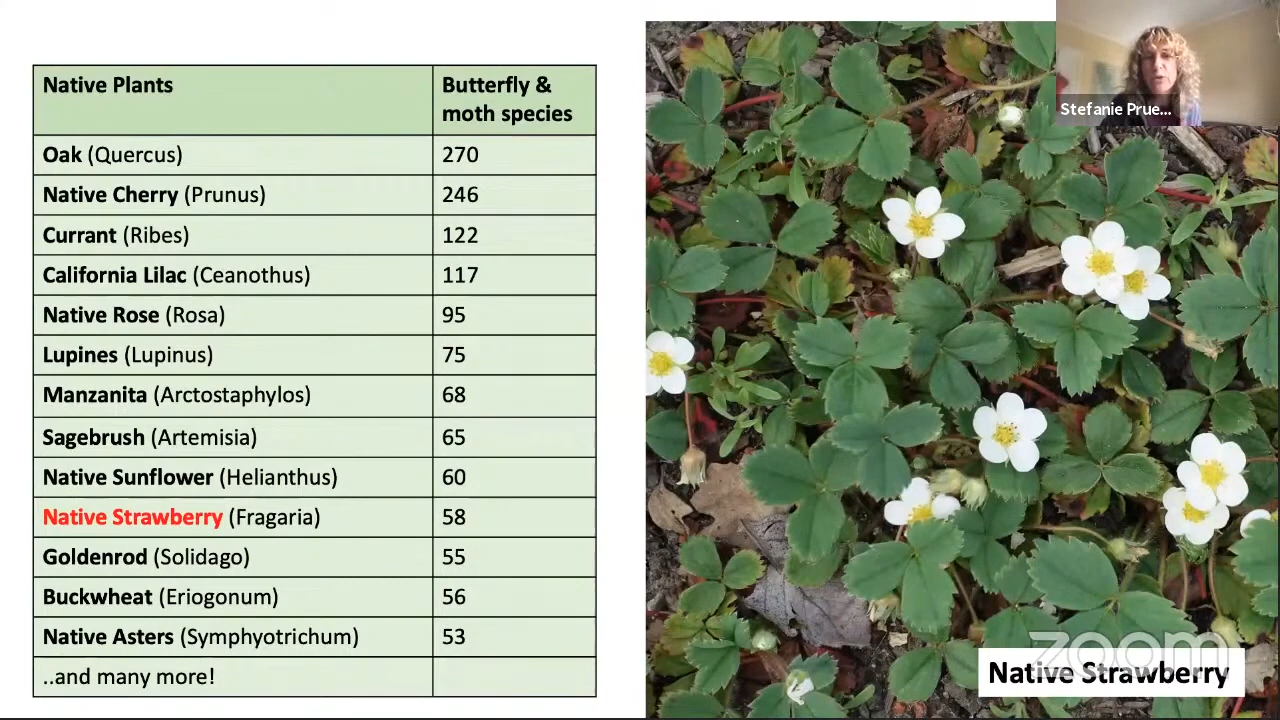 Native Plants
Butterfly &
moth species
Oak (Quercus)
270
Native Cherry (Prunus)
246
Currant (Ribes)
122
California Lilac (Ceanothus)
117
Native Rose (Rosa)
95
Lupines (Lupinus)
75
Manzanita (Arctostaphylos)
68
Sagebrush (Artemisia)
65
Native Sunflower (Helianthus)
60
Native Strawberry (Fragaria)
58
Goldenrod (Solidago)
55
Buckwheat (Eriogonum)
56
Native Asters (Symphyotrichum)
53
..and many more!
Stefanie Prue...
zoom
Native Strawberry